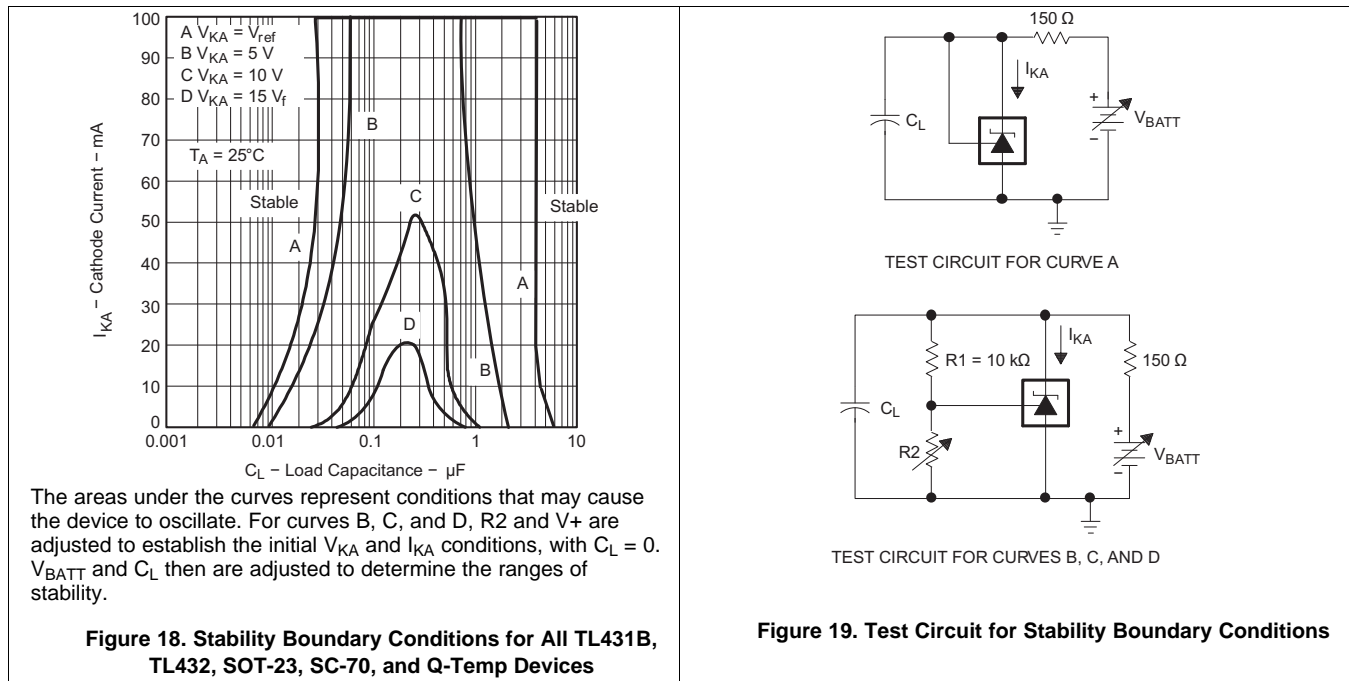 100
90
80
70
60
50
40
30
20
10
0
I_KA – Cathode Current – mA
A V_KA = V_ref
B V_KA = 5 V
C V_KA = 10 V
D V_KA = 15 V_f
T_A = 25°C
B
C
Stable
Stable
A
A
D
B
0.001
0.01
0.1
1
10
C_L – Load Capacitance – µF
The areas under the curves represent conditions that may cause
the device to oscillate. For curves B, C, and D, R2 and V+ are
adjusted to establish the initial V_KA and I_KA conditions, with C_L = 0.
V_BATT and C_L then are adjusted to determine the ranges of
stability.
Figure 18. Stability Boundary Conditions for All TL431B,
TL432, SOT-23, SC-70, and Q-Temp Devices
150 Ω
I_KA
C_L
+
V_BATT
–
TEST CIRCUIT FOR CURVE A
I_KA
R1 = 10 kΩ
150 Ω
C_L
R2
+
V_BATT
–
TEST CIRCUIT FOR CURVES B, C, AND D
Figure 19. Test Circuit for Stability Boundary Conditions